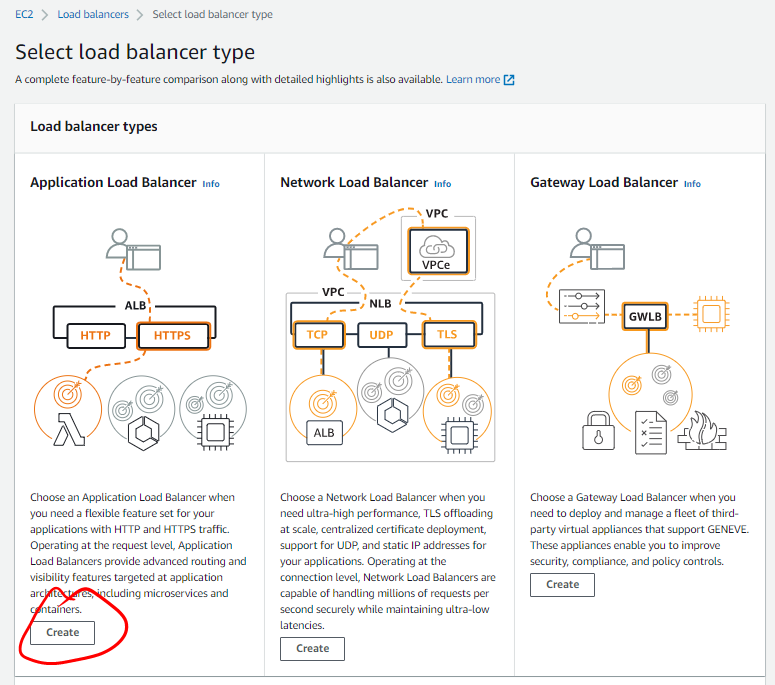 EC2 > Load balancers > Select load balancer type
Select load balancer type
A complete feature-by-feature comparison along with detailed highlights is also available. Learn more
Load balancer types
Application Load Balancer Info
ALB
HTTP
HTTPS
Choose an Application Load Balancer when
you need a flexible feature set for your
applications with HTTP and HTTPS traffic.
Operating at the request level, Application
Load Balancers provide advanced routing and
visibility features targeted at application
architectures, including microservices and
containers.
Create
Network Load Balancer Info
VPC
VPCe
VPC
NLB
TCP
UDP
TLS
ALB
Choose a Network Load Balancer when you
need ultra-high performance, TLS offloading
at scale, centralized certificate deployment,
support for UDP, and static IP addresses for
your applications. Operating at the
connection level, Network Load Balancers are
capable of handling millions of requests per
second securely while maintaining ultra-low
latencies.
Create
Gateway Load Balancer Info
GWLB
Choose a Gateway Load Balancer when you
need to deploy and manage a fleet of third-
party virtual appliances that support GENEVE.
These appliances enable you to improve
security, compliance, and policy controls.
Create